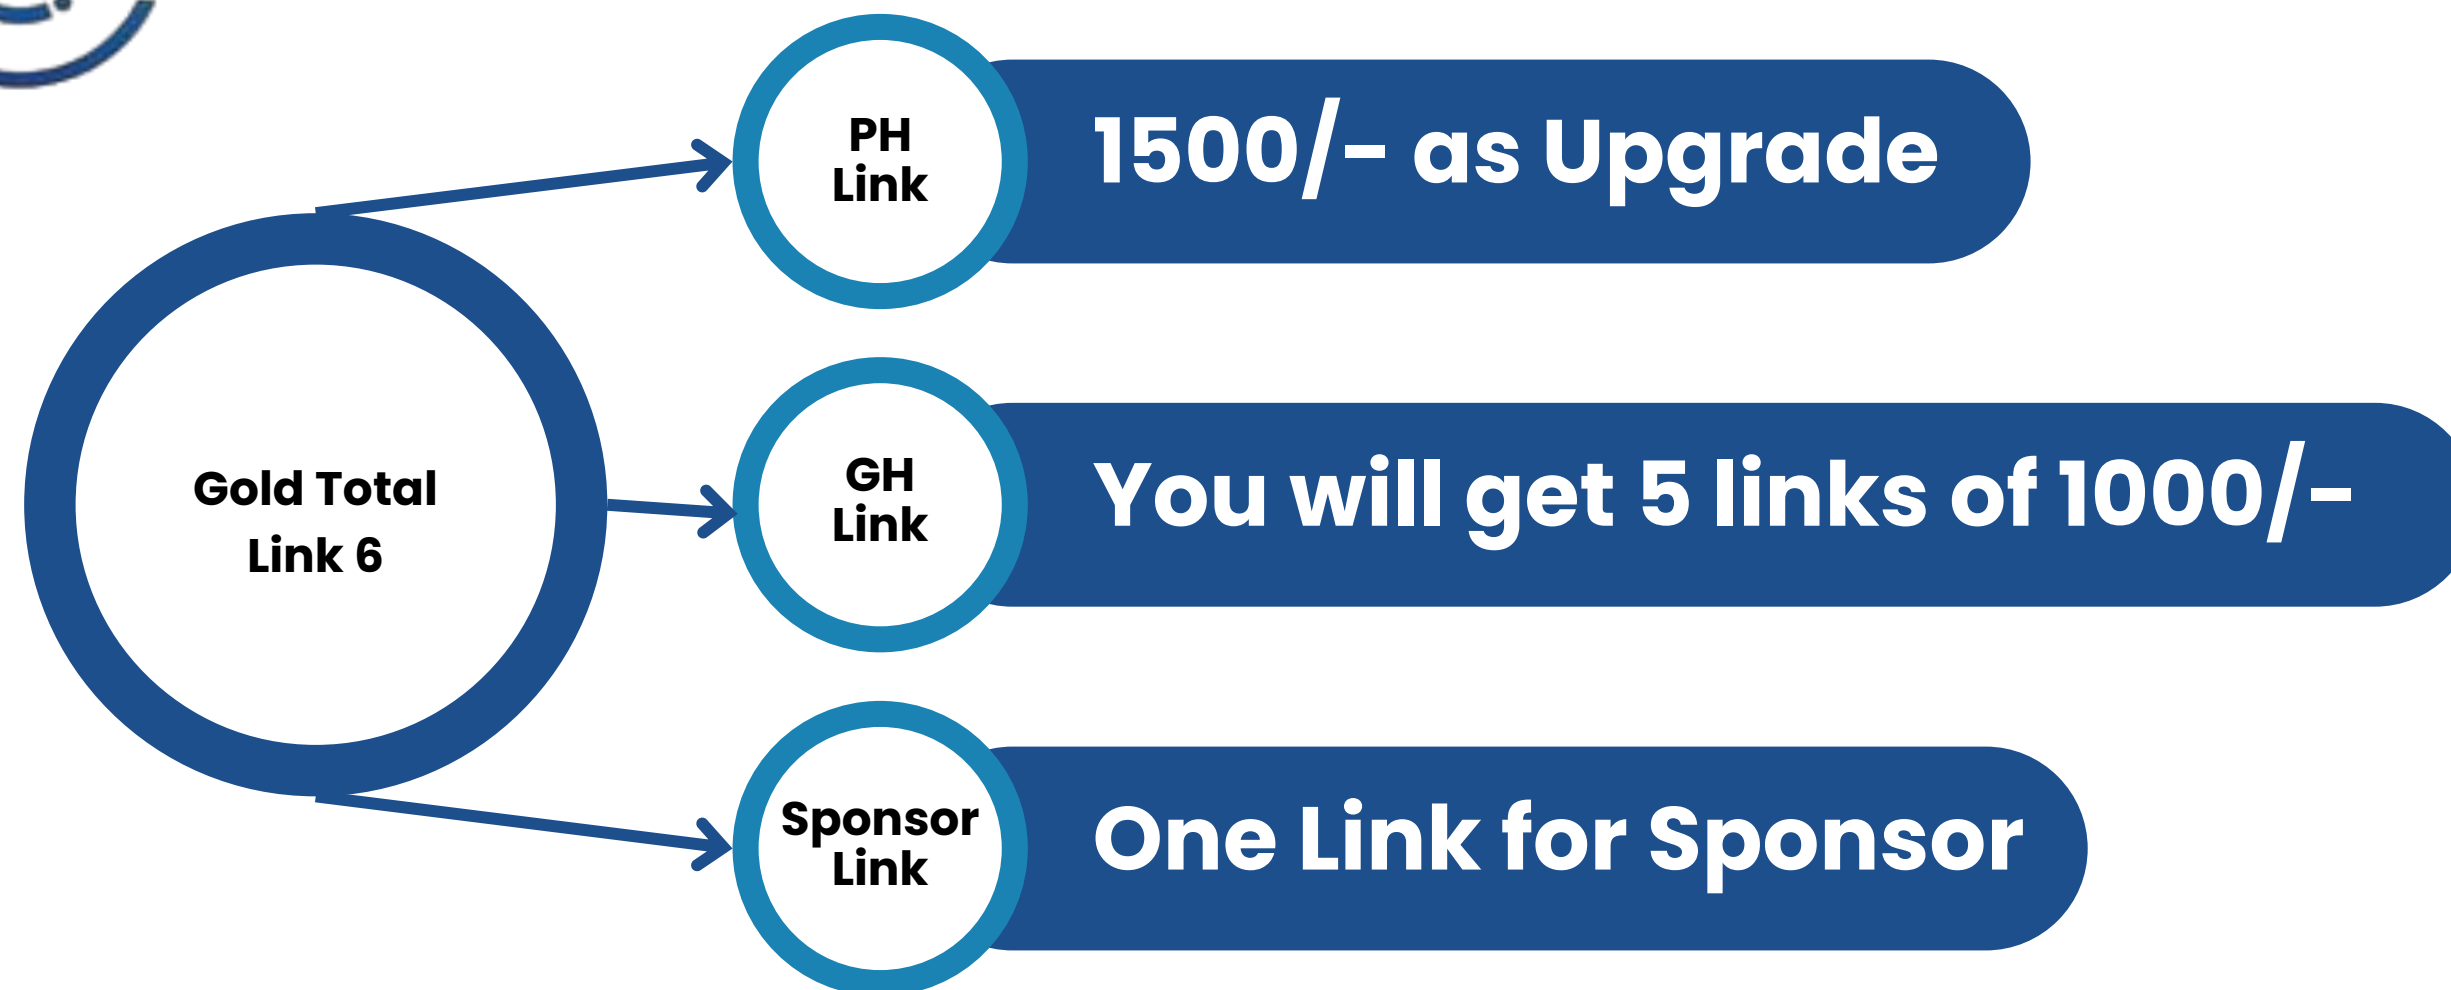 PH
Link
1500/- as Upgrade
Gold Total
Link 6
GH
Link
You will get 5 links of 1000/-
Sponsor
Link
One Link for Sponsor